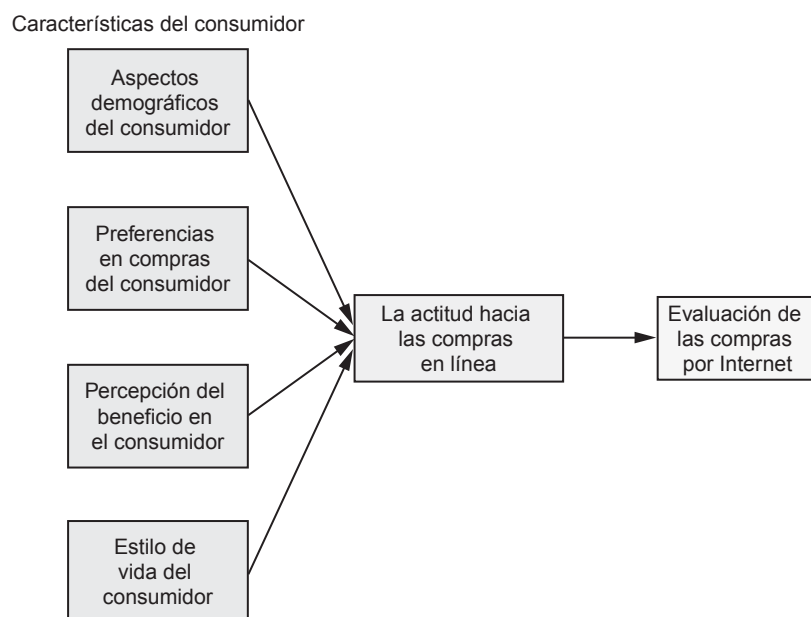 Características del consumidor
Aspectos
demográficos
del consumidor
Preferencias
en compras
del consumidor
Percepción del
beneficio en
el consumidor
Estilo de
vida del
consumidor
La actitud hacia
las compras
en línea
Evaluación de
las compras
por Internet